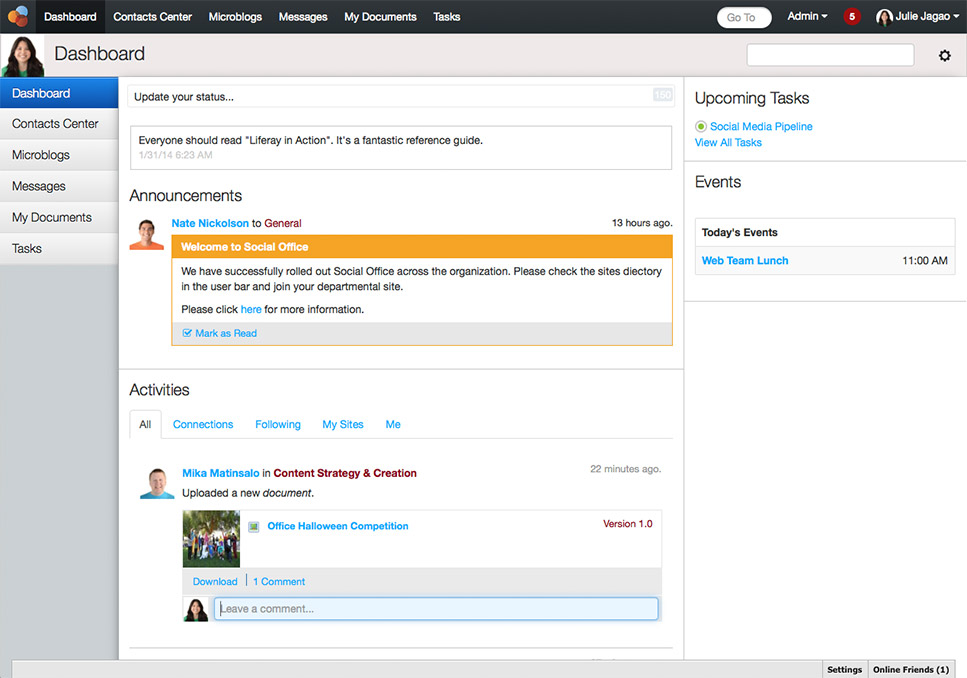 Dashboard Contacts Center Microblogs Messages My Documents Tasks Go To Admin 5 Julie Jagao
Dashboard
Dashboard
Contacts Center
Microblogs
Messages
My Documents
Tasks
Update your status... 150
Everyone should read "Liferay in Action". It's a fantastic reference guide.
1/31/14 6:23 AM
Announcements
Nate Nickolson to General 13 hours ago.
Welcome to Social Office
We have successfully rolled out Social Office across the organization. Please check the sites diectory
in the user bar and join your departmental site.
Please click here for more information.
Mark as Read
Activities
All Connections Following My Sites Me
Mika Matinsalo in Content Strategy & Creation 22 minutes ago.
Uploaded a new document.
Office Halloween Competition Version 1.0
Download 1 Comment
Leave a comment...
Upcoming Tasks
Social Media Pipeline
View All Tasks
Events
Today's Events
Web Team Lunch 11:00 AM
Settings Online Friends (1)